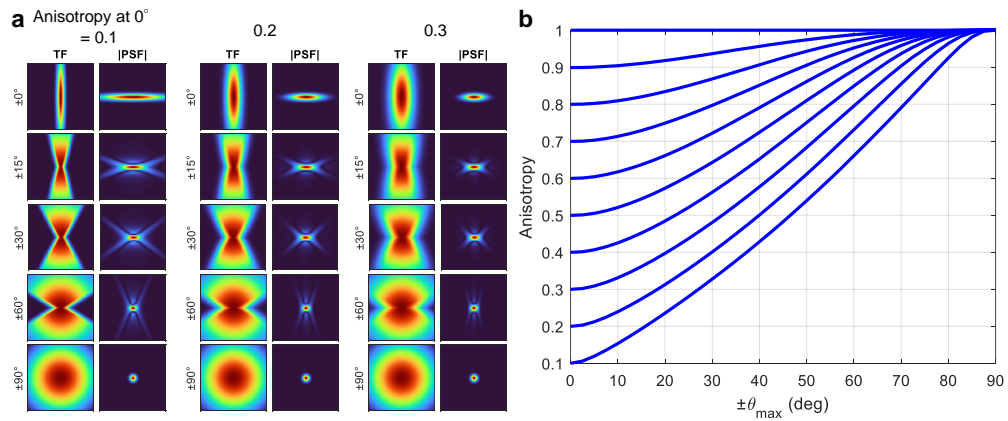 a
Anisotropy at 0°
= 0.1
0.2
0.3
TF |PSF| TF |PSF| TF |PSF|
±0° ±0° ±0°
±15° ±15° ±15°
±30° ±30° ±30°
±60° ±60° ±60°
±90° ±90° ±90°
b
1
0.9
0.8
0.7
0.6
0.5
0.4
0.3
0.2
0.1
Anisotropy
0 10 20 30 40 50 60 70 80 90
±θmax (deg)